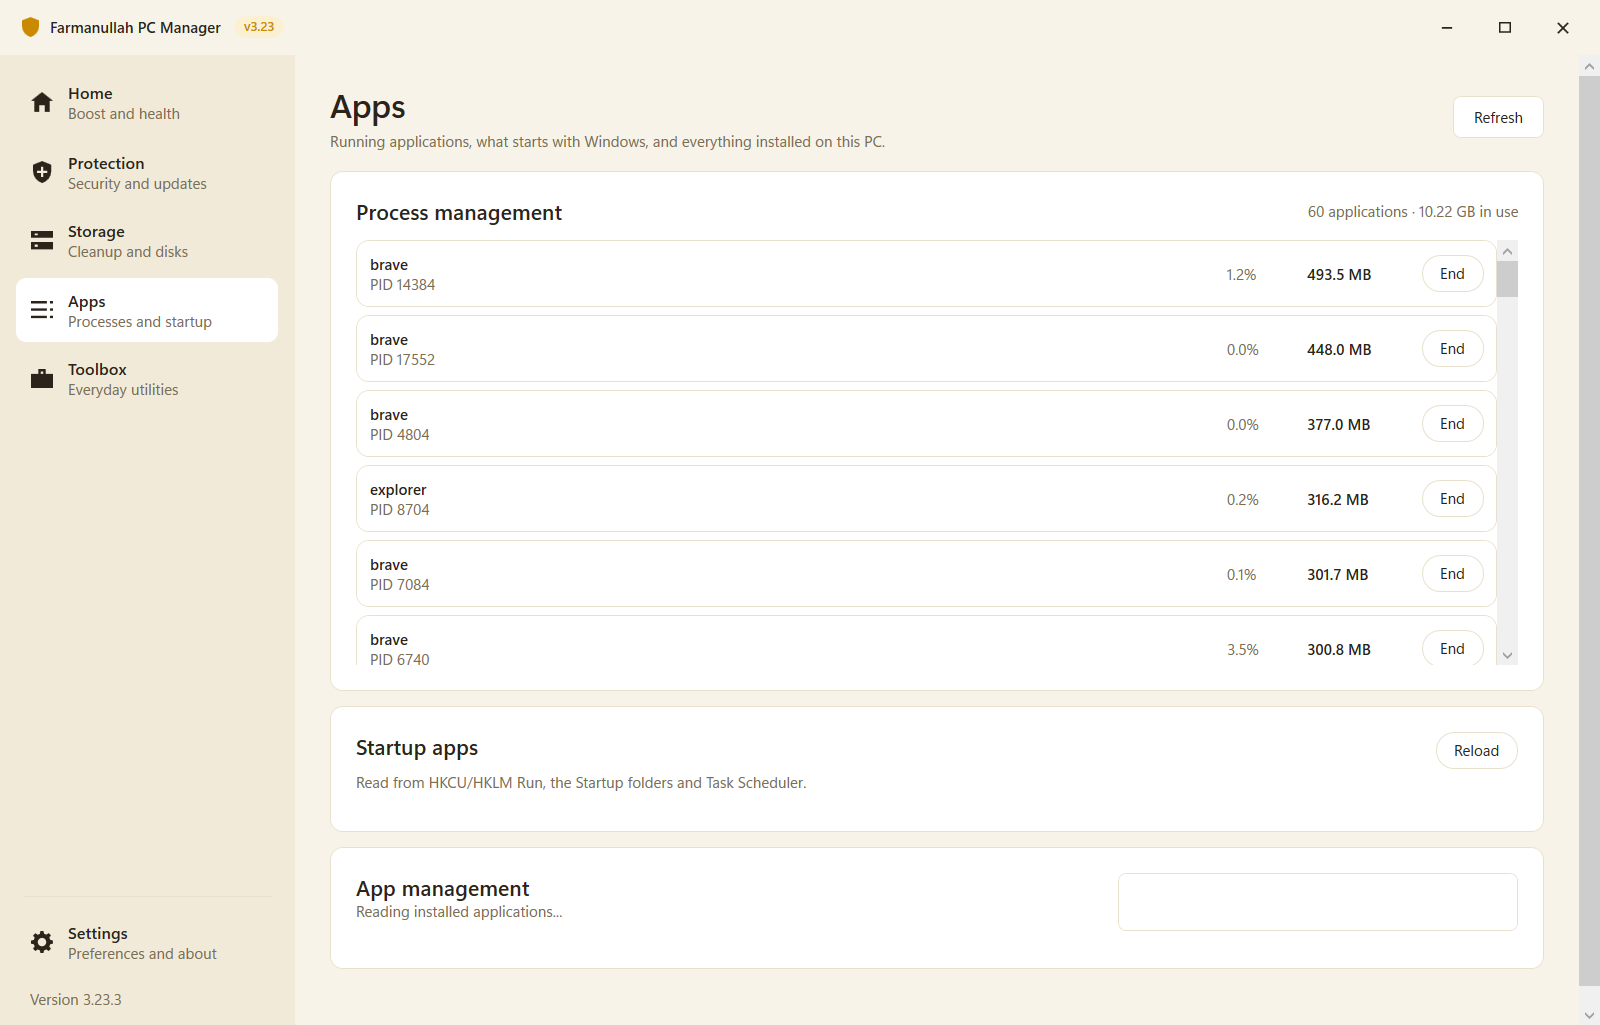 Farmanullah PC Manager v3.23
Home
Boost and health
Protection
Security and updates
Storage
Cleanup and disks
Apps
Processes and startup
Toolbox
Everyday utilities
Settings
Preferences and about
Version 3.23.3
Apps
Running applications, what starts with Windows, and everything installed on this PC.
Refresh
Process management
60 applications · 10.22 GB in use
brave
PID 14384
1.2%
493.5 MB
End
brave
PID 17552
0.0%
448.0 MB
End
brave
PID 4804
0.0%
377.0 MB
End
explorer
PID 8704
0.2%
316.2 MB
End
brave
PID 7084
0.1%
301.7 MB
End
brave
PID 6740
3.5%
300.8 MB
End
Startup apps
Reload
Read from HKCU/HKLM Run, the Startup folders and Task Scheduler.
App management
Reading installed applications...